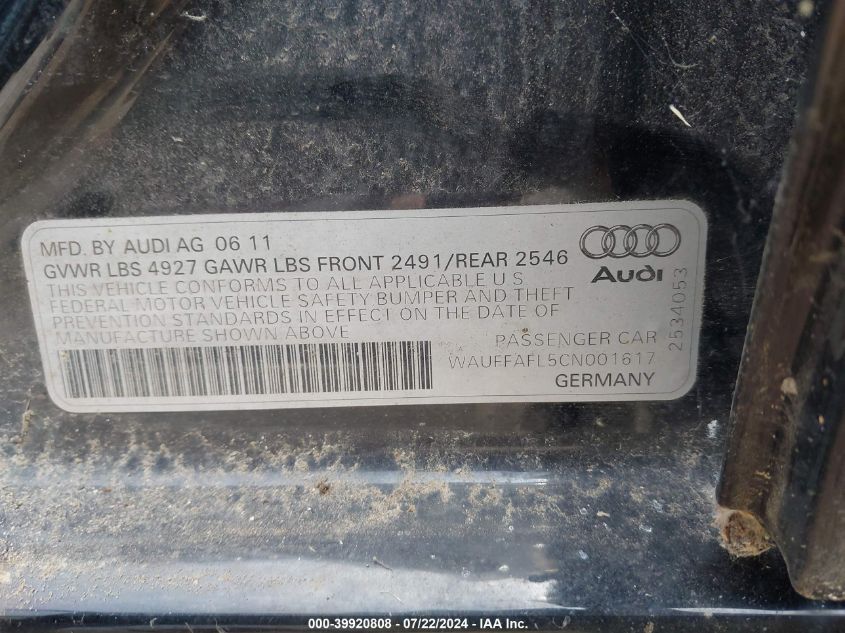 MFD. BY AUDI AG 06 11
GVWR LBS 4927 GAWR LBS FRONT 2491/REAR 2546
THIS VEHICLE CONFORMS TO ALL APPLICABLE U S
FEDERAL MOTOR VEHICLE SAFETY BUMPER AND THEFT
PREVENTION STANDARDS IN EFFECT ON THE DATE OF
MANUFACTURE SHOWN ABOVE
Audi
2534053
PASSENGER CAR
WAUFFAFL5CN001617
GERMANY
000-39920808 - 07/22/2024 - IAA Inc.